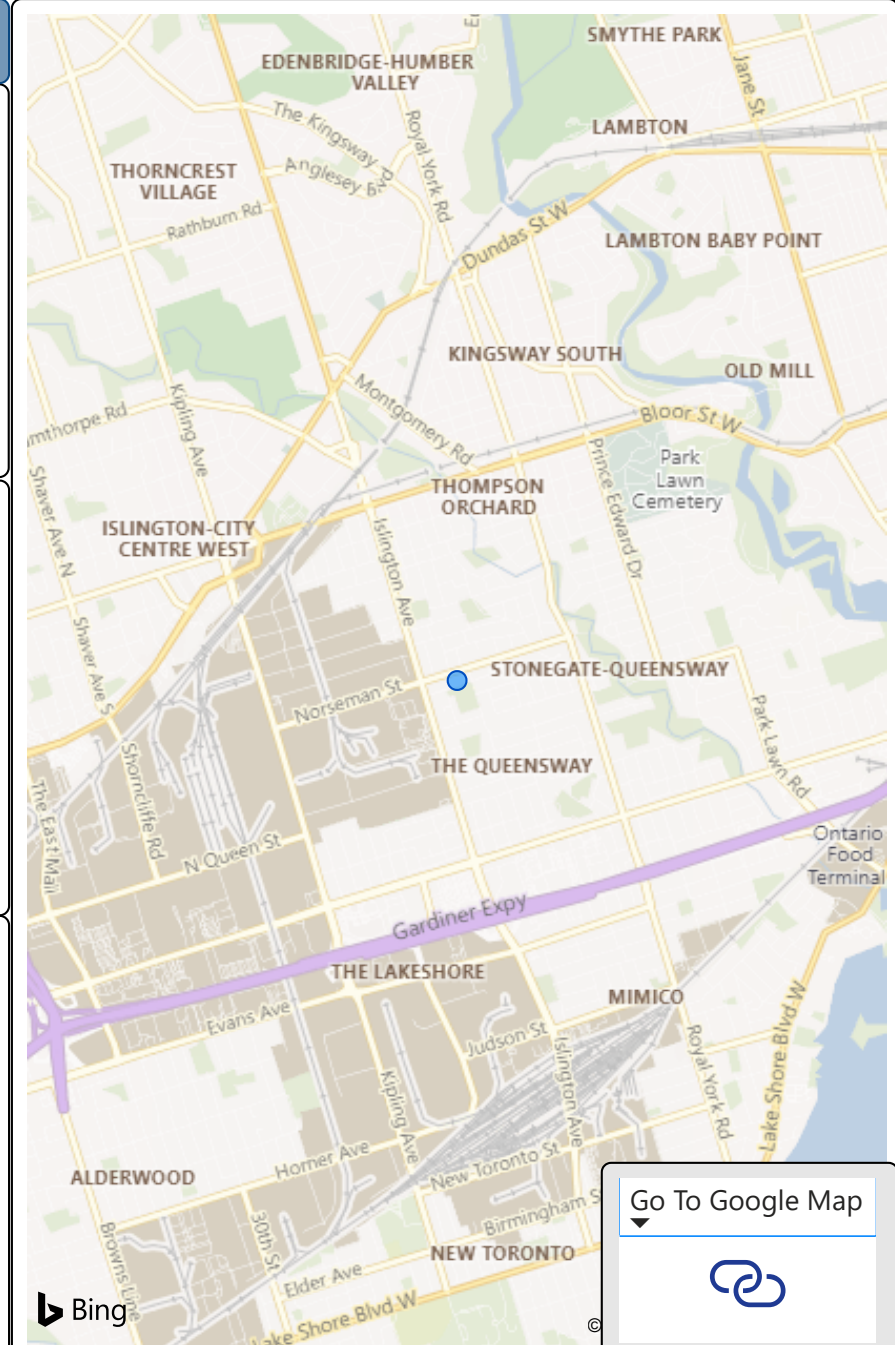 SMYTHE PARK
EDENBRIDGE-HUMBER
VALLEY
Jane St
The Kingsway
Royal York Rd
LAMBTON
THORNCREST
VILLAGE
Anglesey Blvd
Rathburn Rd
Dundas St W
LAMBTON BABY POINT
KINGSWAY SOUTH
OLD MILL
Montgomery Rd
Kipling Ave
mthorpe Rd
Bloor St W
Park
Lawn
Cemetery
Prince Edward Dr
Shaver Ave N
THOMPSON
ORCHARD
ISLINGTON-CITY
CENTRE WEST
Islington Ave
Shaver Ave S
STONEGATE-QUEENSWAY
Norseman St
Park Lawn Rd
Shorncliffe Rd
THE QUEENSWAY
The East Mall
N Queen St
Ontario
Food
Terminal
Gardiner Expy
THE LAKESHORE
MIMICO
Evans Ave
Judson St
Islington Ave
Royal York Rd
Lake Shore Blvd W
Kipling Ave
Horner Ave
ALDERWOOD
New Toronto St
Birmingham S
30th St
Browns Line
NEW TORONTO
Elder Ave
Lake Shore Blvd W
Bing
©
Go To Google Map